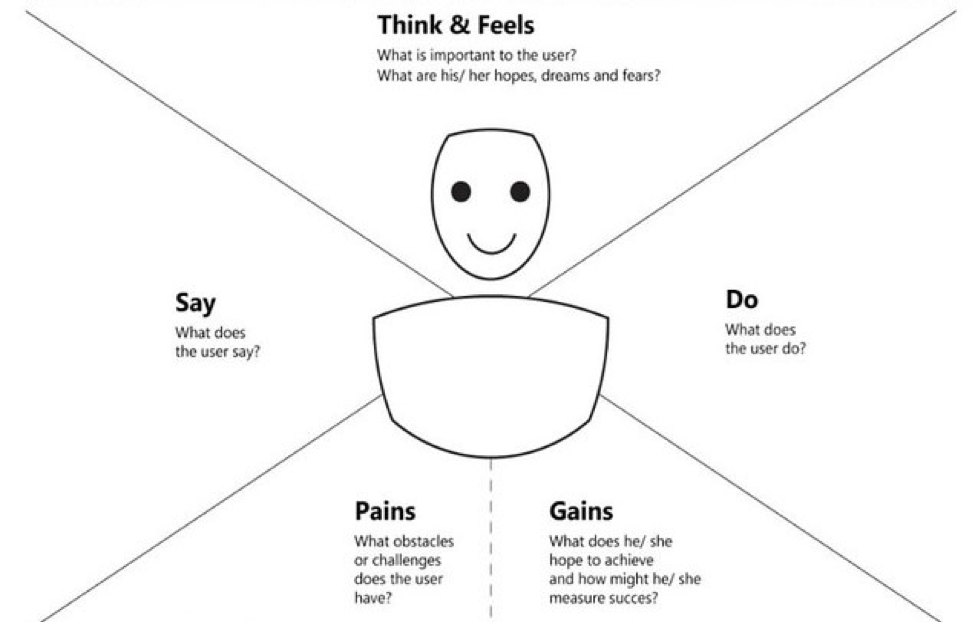 Think & Feels
What is important to the user?
What are his/ her hopes, dreams and fears?
Say
What does
the user say?
Do
What does
the user do?
Pains
What obstacles
or challenges
does the user
have?
Gains
What does he/ she
hope to achieve
and how might he/ she
measure succes?